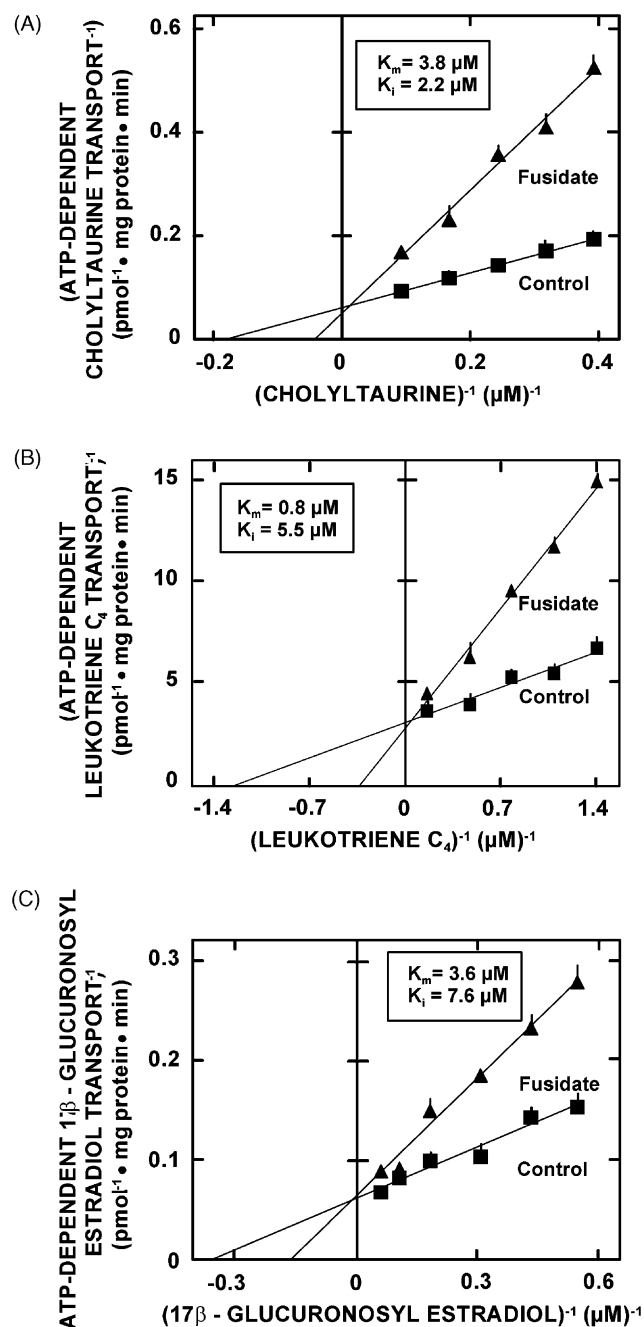 (A)
(ATP-DEPENDENT
CHOLYLTAURINE TRANSPORT)⁻¹
(pmol⁻¹• mg protein• min)
0.6
0.4
0.2
0
Kₘ= 3.8 µM
Kᵢ = 2.2 µM
Fusidate
Control
-0.2
0
0.2
0.4
(CHOLYLTAURINE)⁻¹ (µM)⁻¹
(B)
(ATP-DEPENDENT
LEUKOTRIENE C₄ TRANSPORT;⁻¹
(pmol⁻¹• mg protein• min)
15
10
5
0
Kₘ= 0.8 µM
Kᵢ = 5.5 µM
Fusidate
Control
-1.4
-0.7
0
0.7
1.4
(LEUKOTRIENE C₄)⁻¹ (µM)⁻¹
(C)
ATP-DEPENDENT 17β - GLUCURONOSYL
ESTRADIOL TRANSPORT;⁻¹
(pmol⁻¹• mg protein• min)
0.3
0.2
0.1
0
Kₘ= 3.6 µM
Kᵢ = 7.6 µM
Fusidate
Control
-0.3
0
0.3
0.6
(17β - GLUCURONOSYL ESTRADIOL)⁻¹ (µM)⁻¹